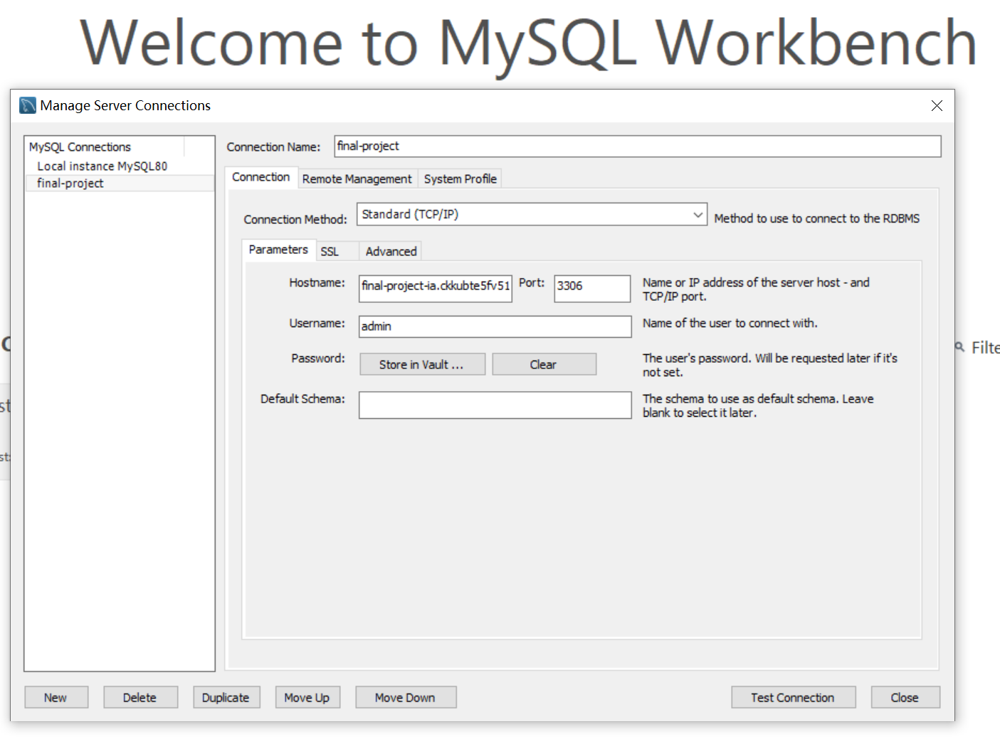 Welcome to MySQL Workbench
Manage Server Connections
MySQL Connections
Local instance MySQL80
final-project
Connection Name:
final-project
Connection
Remote Management
System Profile
Connection Method:
Standard (TCP/IP)
Method to use to connect to the RDBMS
Parameters
SSL
Advanced
Hostname:
final-project-ia.ckkubte5fv51
Port:
3306
Name or IP address of the server host - and
TCP/IP port.
Username:
admin
Name of the user to connect with.
Password:
Store in Vault ...
Clear
The user's password. Will be requested later if it's
not set.
Default Schema:
The schema to use as default schema. Leave
blank to select it later.
New
Delete
Duplicate
Move Up
Move Down
Test Connection
Close